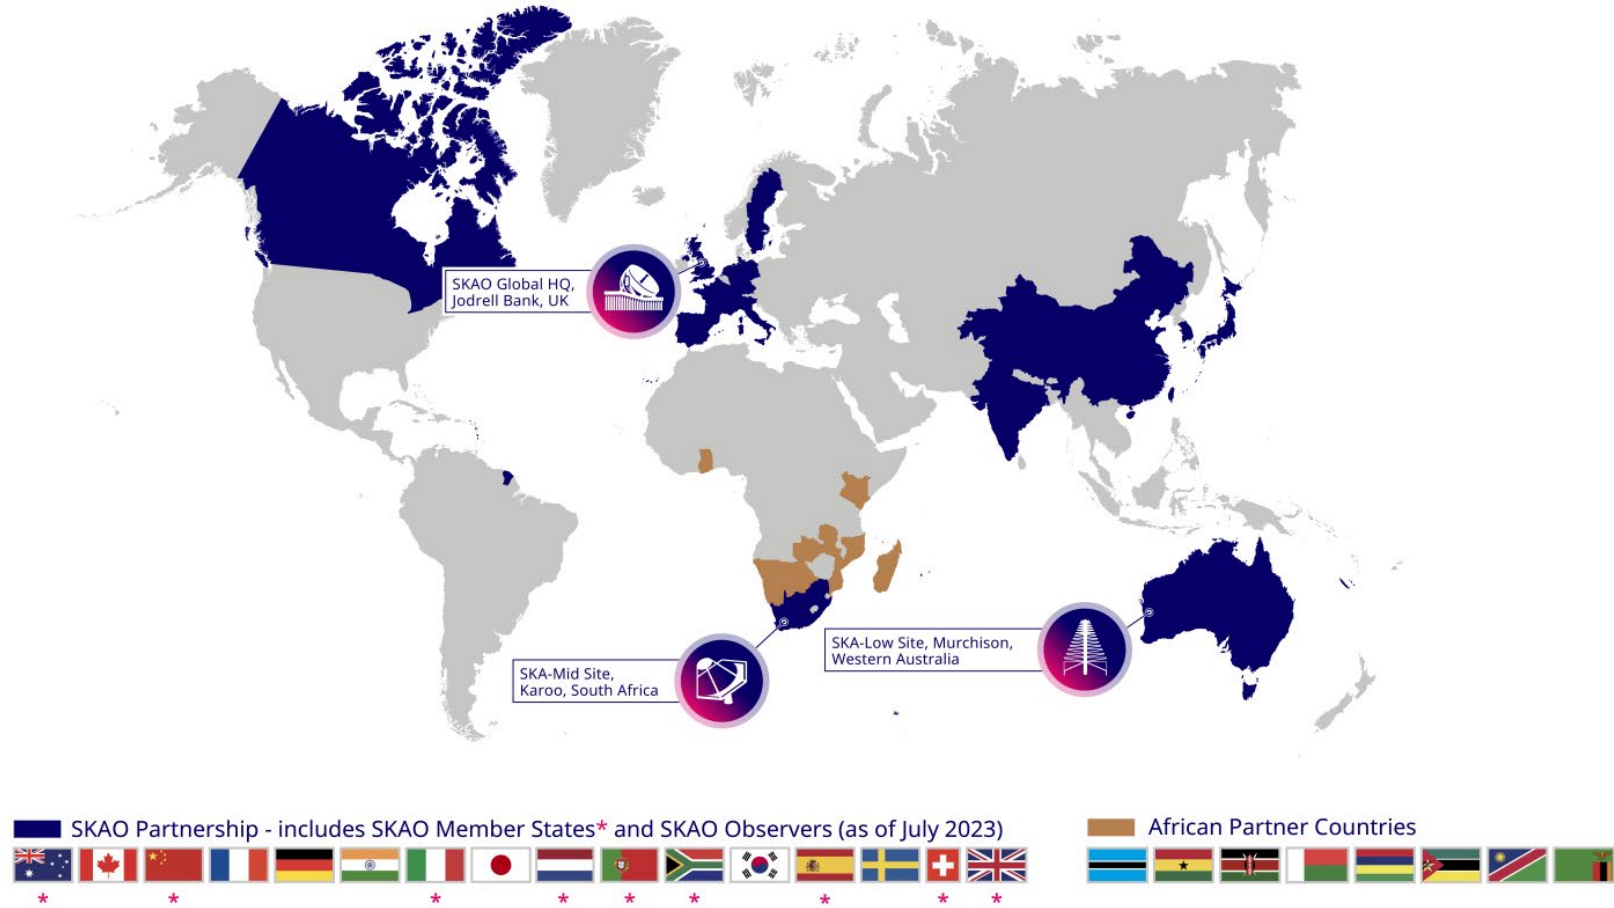 SKAO Global HQ,
Jodrell Bank, UK
SKA-Low Site, Murchison,
Western Australia
SKA-Mid Site,
Karoo, South Africa
SKAO Partnership - includes SKAO Member States* and SKAO Observers (as of July 2023)
African Partner Countries
* * * * * * * * *